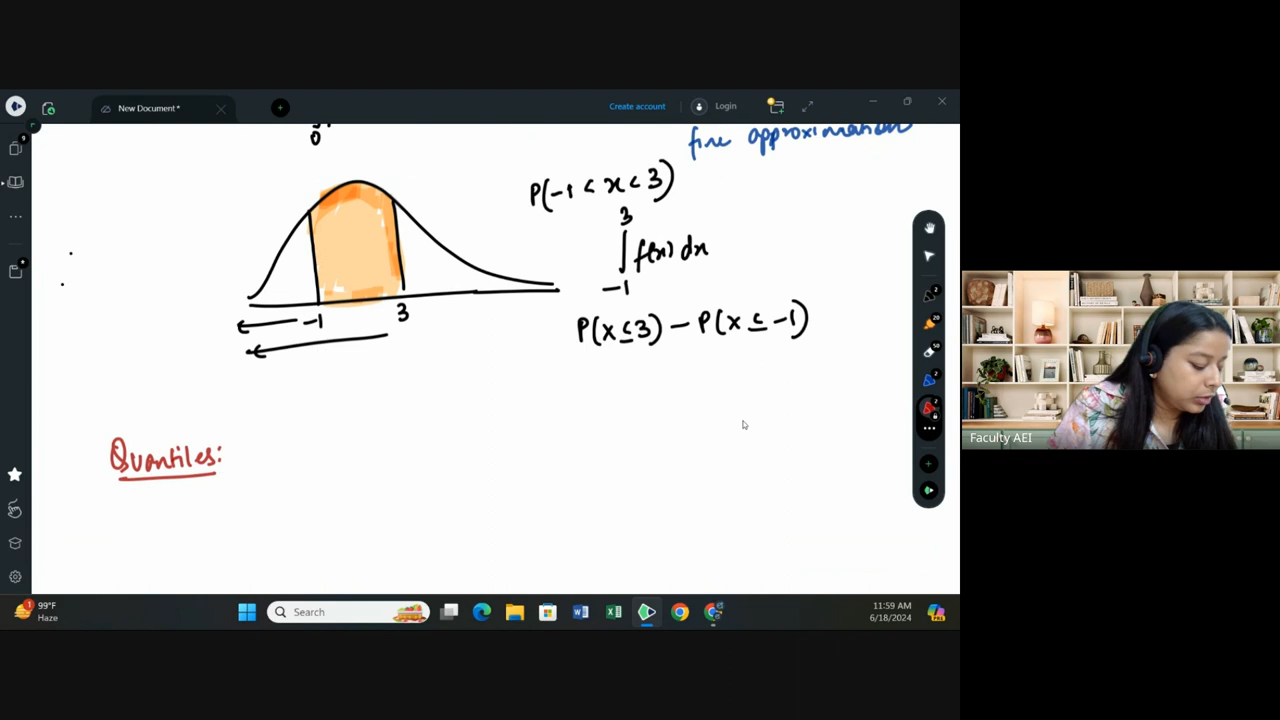 New Document*
Create account
Login
0
fine approximation
P(-1 < x < 3)
3
∫ f(x) dx
-1
-1
3
P(x ≤ 3) - P(x ≤ -1)
Quantiles:
Faculty AEI
99°F
Haze
Search
11:59 AM
6/18/2024